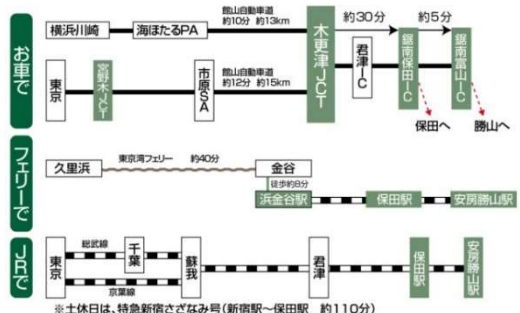 お車で
横浜川崎
海ほたるPA
館山自動車道
約10分 約13km
木更津JCT
約30分
約5分
君津IC
鋸南保田IC
鋸南富山IC
東京
宮野木JCT
市原SA
館山自動車道
約12分 約15km
保田へ
勝山へ
フェリーで
久里浜
東京湾フェリー 約40分
金谷
徒歩約8分
浜金谷駅
保田駅
安房勝山駅
JRで
東京
総武線
千葉
京葉線
蘇我
君津
保田駅
安房勝山駅
※土休日は、特急新宿さざなみ号(新宿駅～保田駅 約110分)